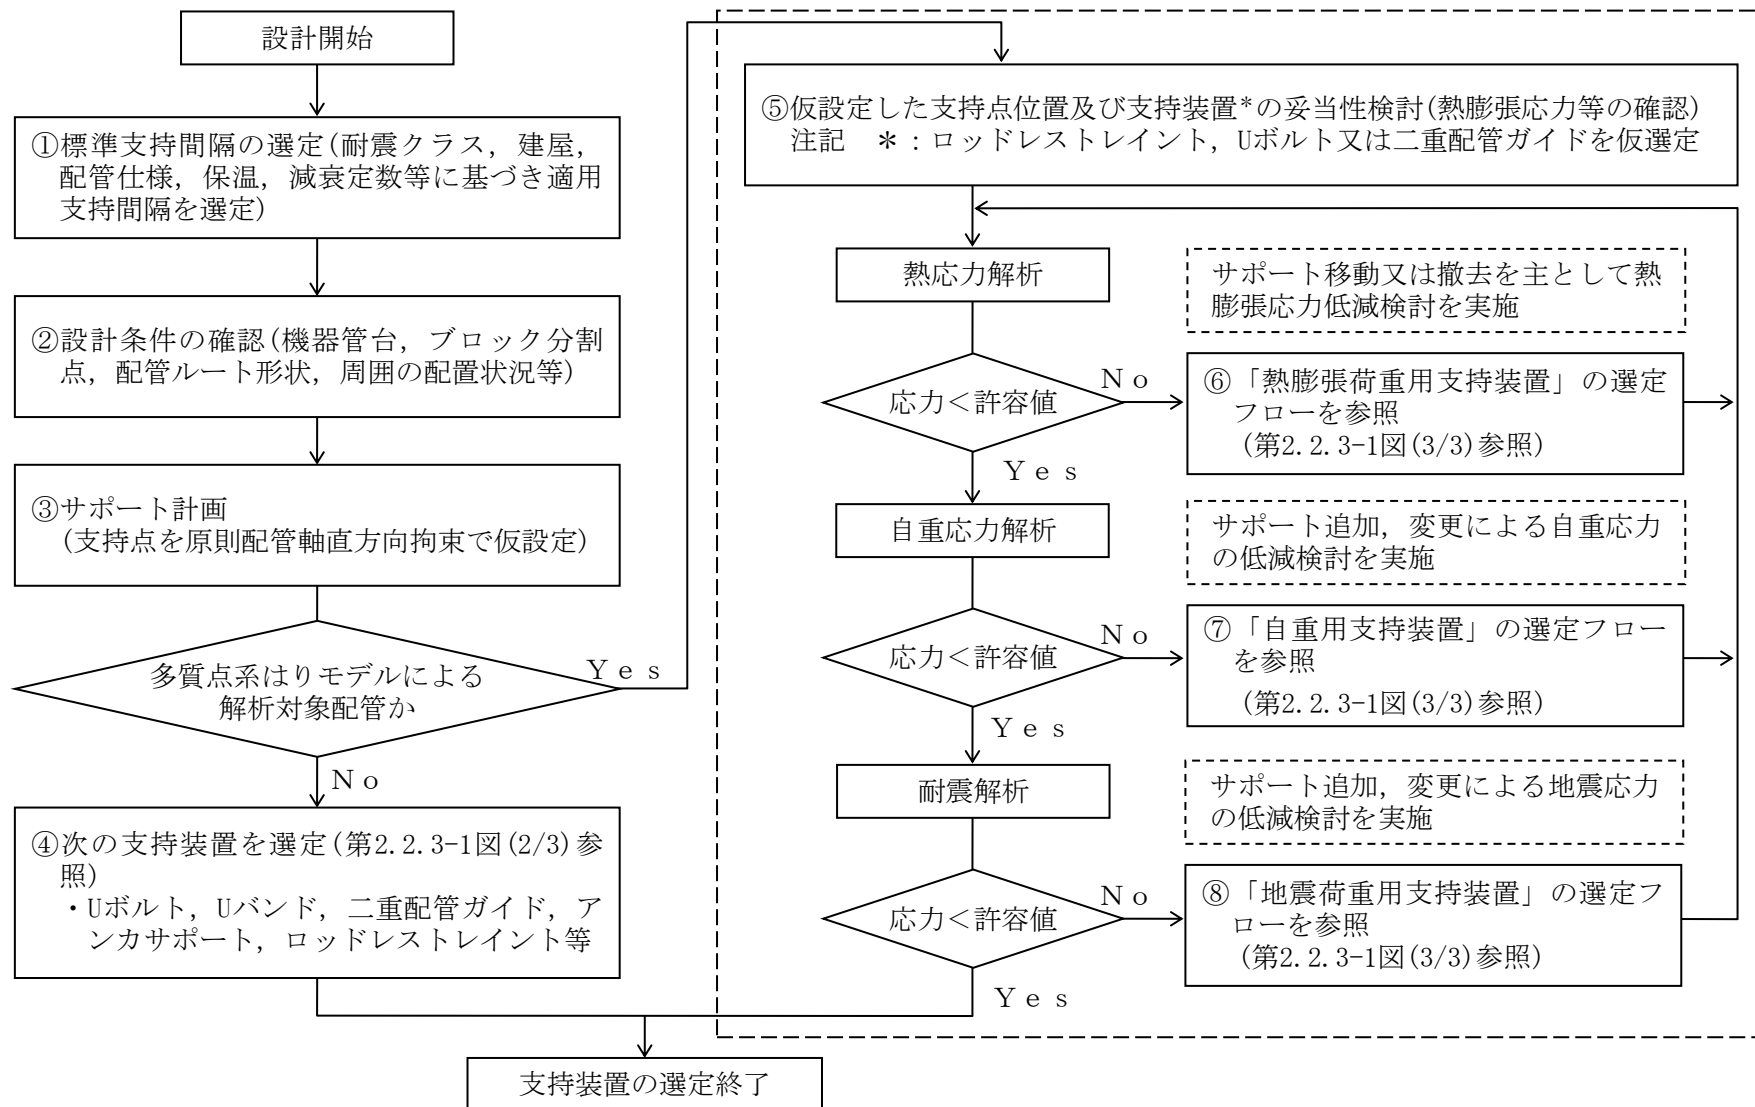 設計開始
①標準支持間隔の選定(耐震クラス，建屋，
配管仕様，保温，減衰定数等に基づき適用
支持間隔を選定)
②設計条件の確認(機器管台，ブロック分割
点，配管ルート形状，周囲の配置状況等)
③サポート計画
(支持点を原則配管軸直方向拘束で仮設定)
多質点系はりモデルによる
解析対象配管か
Ｙｅｓ
Ｎｏ
④次の支持装置を選定(第2.2.3-1図(2/3)参
照)
・Uボルト，Uバンド，二重配管ガイド，ア
ンカサポート，ロッドレストレイント等
⑤仮設定した支持点位置及び支持装置*の妥当性検討(熱膨張応力等の確認)
注記　＊：ロッドレストレイント，Uボルト又は二重配管ガイドを仮選定
熱応力解析
サポート移動又は撤去を主として熱
膨張応力低減検討を実施
応力＜許容値
Ｎｏ
⑥「熱膨張荷重用支持装置」の選定
フローを参照
(第2.2.3-1図(3/3)参照)
Ｙｅｓ
自重応力解析
サポート追加，変更による自重応力
の低減検討を実施
応力＜許容値
Ｎｏ
⑦「自重用支持装置」の選定フロー
を参照
(第2.2.3-1図(3/3)参照)
Ｙｅｓ
耐震解析
サポート追加，変更による地震応力
の低減検討を実施
応力＜許容値
Ｎｏ
⑧「地震荷重用支持装置」の選定フ
ローを参照
(第2.2.3-1図(3/3)参照)
Ｙｅｓ
支持装置の選定終了